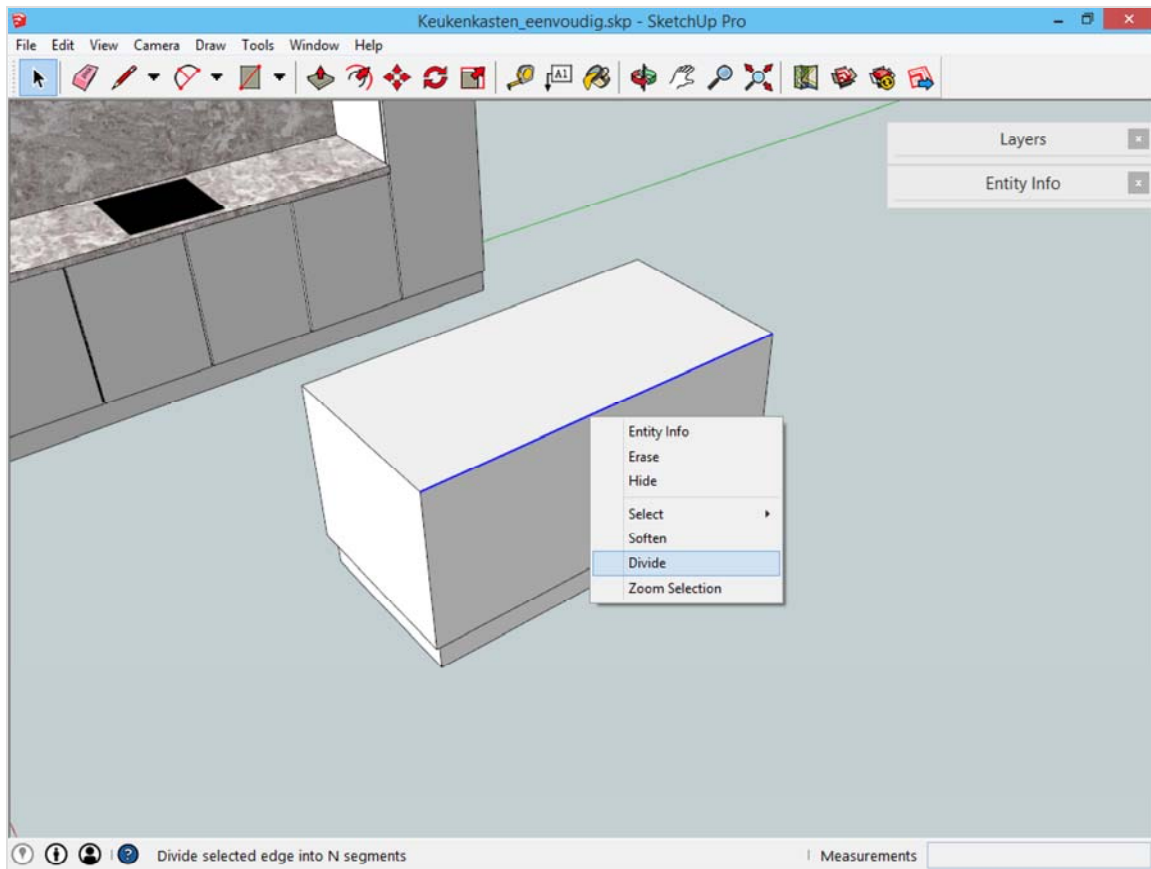 Keukenkasten_eenvoudig.skp - SketchUp Pro
File Edit View Camera Draw Tools Window Help
A1
Layers
Entity Info
Entity Info
Erase
Hide
Select
Soften
Divide
Zoom Selection
Divide selected edge into N segments
Measurements